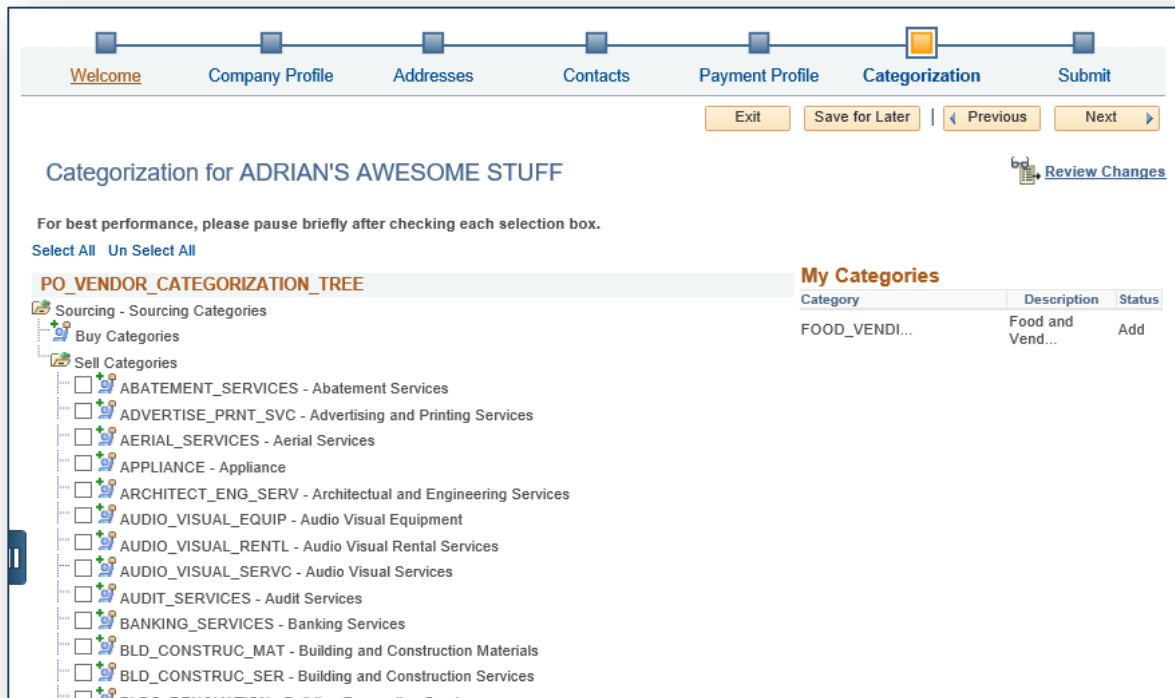 Welcome Company Profile Addresses Contacts Payment Profile Categorization Submit
Exit Save for Later | Previous Next
Categorization for ADRIAN'S AWESOME STUFF
Review Changes
For best performance, please pause briefly after checking each selection box.
Select All Un Select All
PO_VENDOR_CATEGORIZATION_TREE
Sourcing - Sourcing Categories
Buy Categories
Sell Categories
ABATEMENT_SERVICES - Abatement Services
ADVERTISE_PRNT_SVC - Advertising and Printing Services
AERIAL_SERVICES - Aerial Services
APPLIANCE - Appliance
ARCHITECT_ENG_SERV - Architectual and Engineering Services
AUDIO_VISUAL_EQUIP - Audio Visual Equipment
AUDIO_VISUAL_RENTL - Audio Visual Rental Services
AUDIO_VISUAL_SERVC - Audio Visual Services
AUDIT_SERVICES - Audit Services
BANKING_SERVICES - Banking Services
BLD_CONSTRUC_MAT - Building and Construction Materials
BLD_CONSTRUC_SER - Building and Construction Services
My Categories
Category Description Status
FOOD_VENDI... Food and Add
Vend...